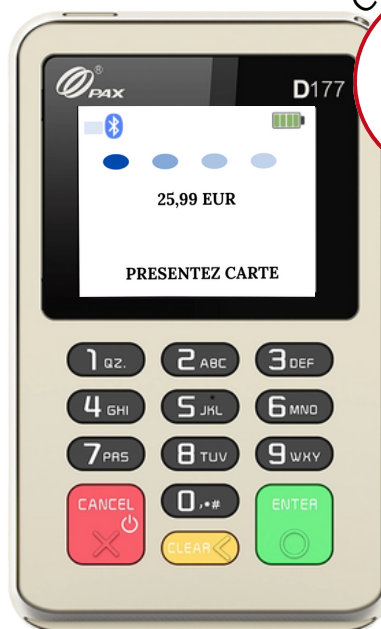 PAX®
D177
25,99 EUR
PRESENTEZ CARTE
1 QZ. 2 ABC 3 DEF
4 GHI 5 JKL 6 MNO
7 PRS 8 TUV 9 WXY
CANCEL 0 ,*# ENTER
CLEAR